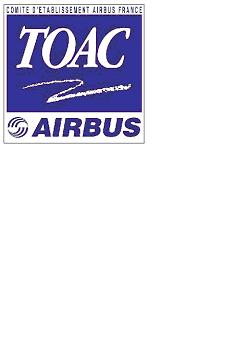 COMITE D'ETABLISSEMENT AIRBUS FRANCE
TOAC
AIRBUS